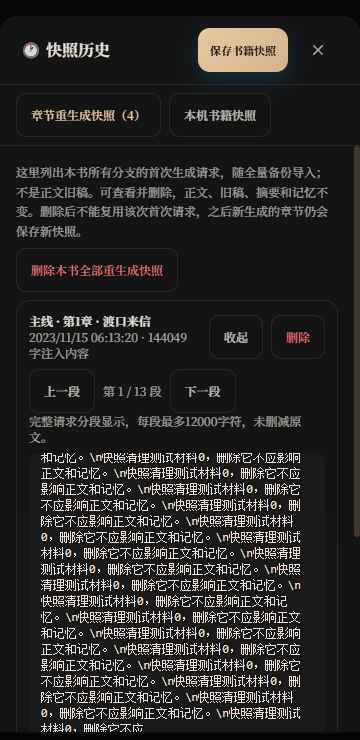 快照历史
保存书籍快照
×
章节重生成快照（4）
本机书籍快照
这里列出本书所有分支的首次生成请求，随全量备份导入；
不是正文旧稿。可查看并删除，正文、旧稿、摘要和记忆不
变。删除后不能复用该次首次请求，之后新生成的章节仍会
保存新快照。
删除本书全部重生成快照
主线 · 第1章 · 渡口来信
2023/11/15 06:13:20 · 144049
字注入内容
收起
删除
上一段
第 1 / 13 段
下一段
完整请求分段显示，每段最多12000字符，未删减原
文。
和记忆。\n快照清理测试材料0，删除它不应影响
正文和记忆。\n快照清理测试材料0，删除它不应
影响正文和记忆。\n快照清理测试材料0，删除它
不应影响正文和记忆。\n快照清理测试材料0，删
除它不应影响正文和记忆。\n快照清理测试材料
0，删除它不应影响正文和记忆。\n快照清理测试
材料0，删除它不应影响正文和记忆。\n快照清理
测试材料0，删除它不应影响正文和记忆。\n快照
清理测试材料0，删除它不应影响正文和记忆。\n
快照清理测试材料0，删除它不应影响正文和记
忆。\n快照清理测试材料0，删除它不应影响正文
和记忆。\n快照清理测试材料0，删除它不应影响
正文和记忆。\n快照清理测试材料0，删除它不应
影响正文和记忆。\n快照清理测试材料0，删除它
不应影响正文和记忆。\n快照清理测试材料0，删
除它不应影响正文和记忆。\n快照清理测试材料
0，删除它不应影响正文和记忆。\n快照清理测试
材料0，删除它不应